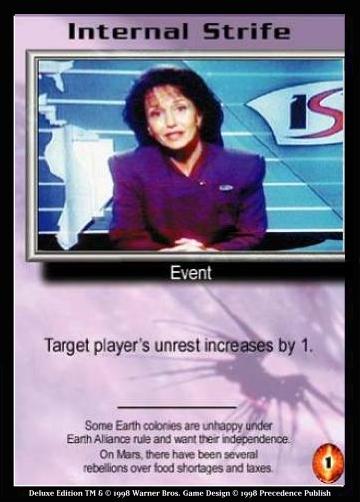 Internal Strife
1S
Event
Target player's unrest increases by 1.
Some Earth colonies are unhappy under
Earth Alliance rule and want their independence.
On Mars, there have been several
rebellions over food shortages and taxes.
1
Deluxe Edition TM & © 1998 Warner Bros. Game Design © 1998 Precedence Publish